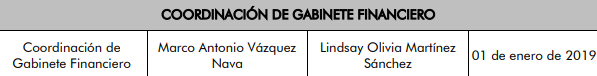 COORDINACIÓN DE GABINETE FINANCIERO
Coordinación de
Gabinete Financiero
Marco Antonio Vázquez
Nava
Lindsay Olivia Martínez
Sánchez
01 de enero de 2019